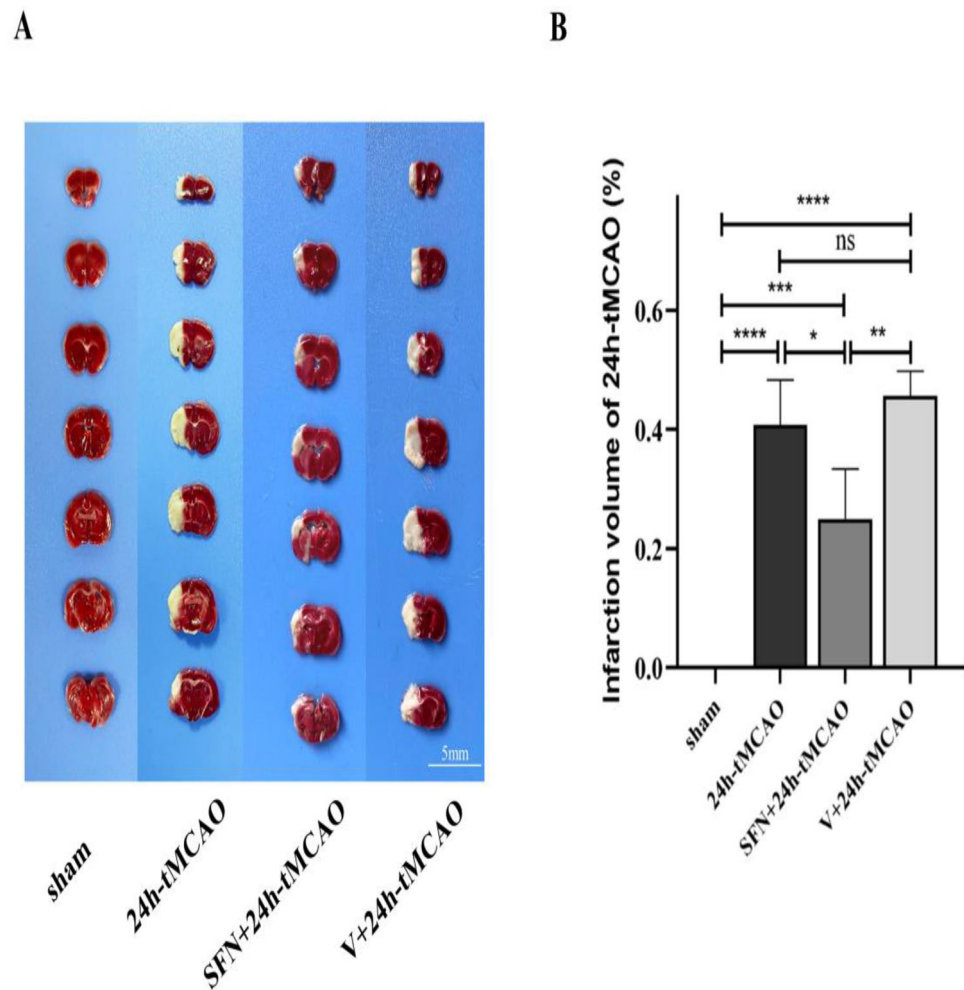 A
B
5mm
sham
24h-tMCAO
SFN+24h-tMCAO
V+24h-tMCAO
Infarction volume of 24h-tMCAO (%)
****
ns
***
**** * **
0.6
0.4
0.2
0.0
sham
24h-tMCAO
SFN+24h-tMCAO
V+24h-tMCAO